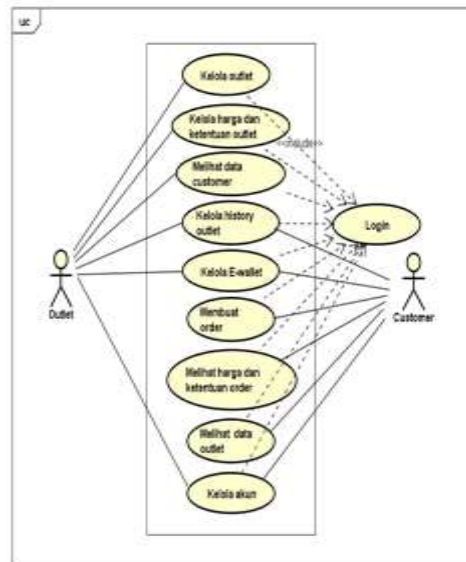 uc
Kelola outlet
Kelola harga dan
ketentuan outlet
<<include>>
Melihat data
customer
Kelola history
outlet
Login
Kelola E-wallet
Outlet
Customer
Membuat
order
Melihat harga dan
ketentuan order
Melihat data
outlet
Kelola akun